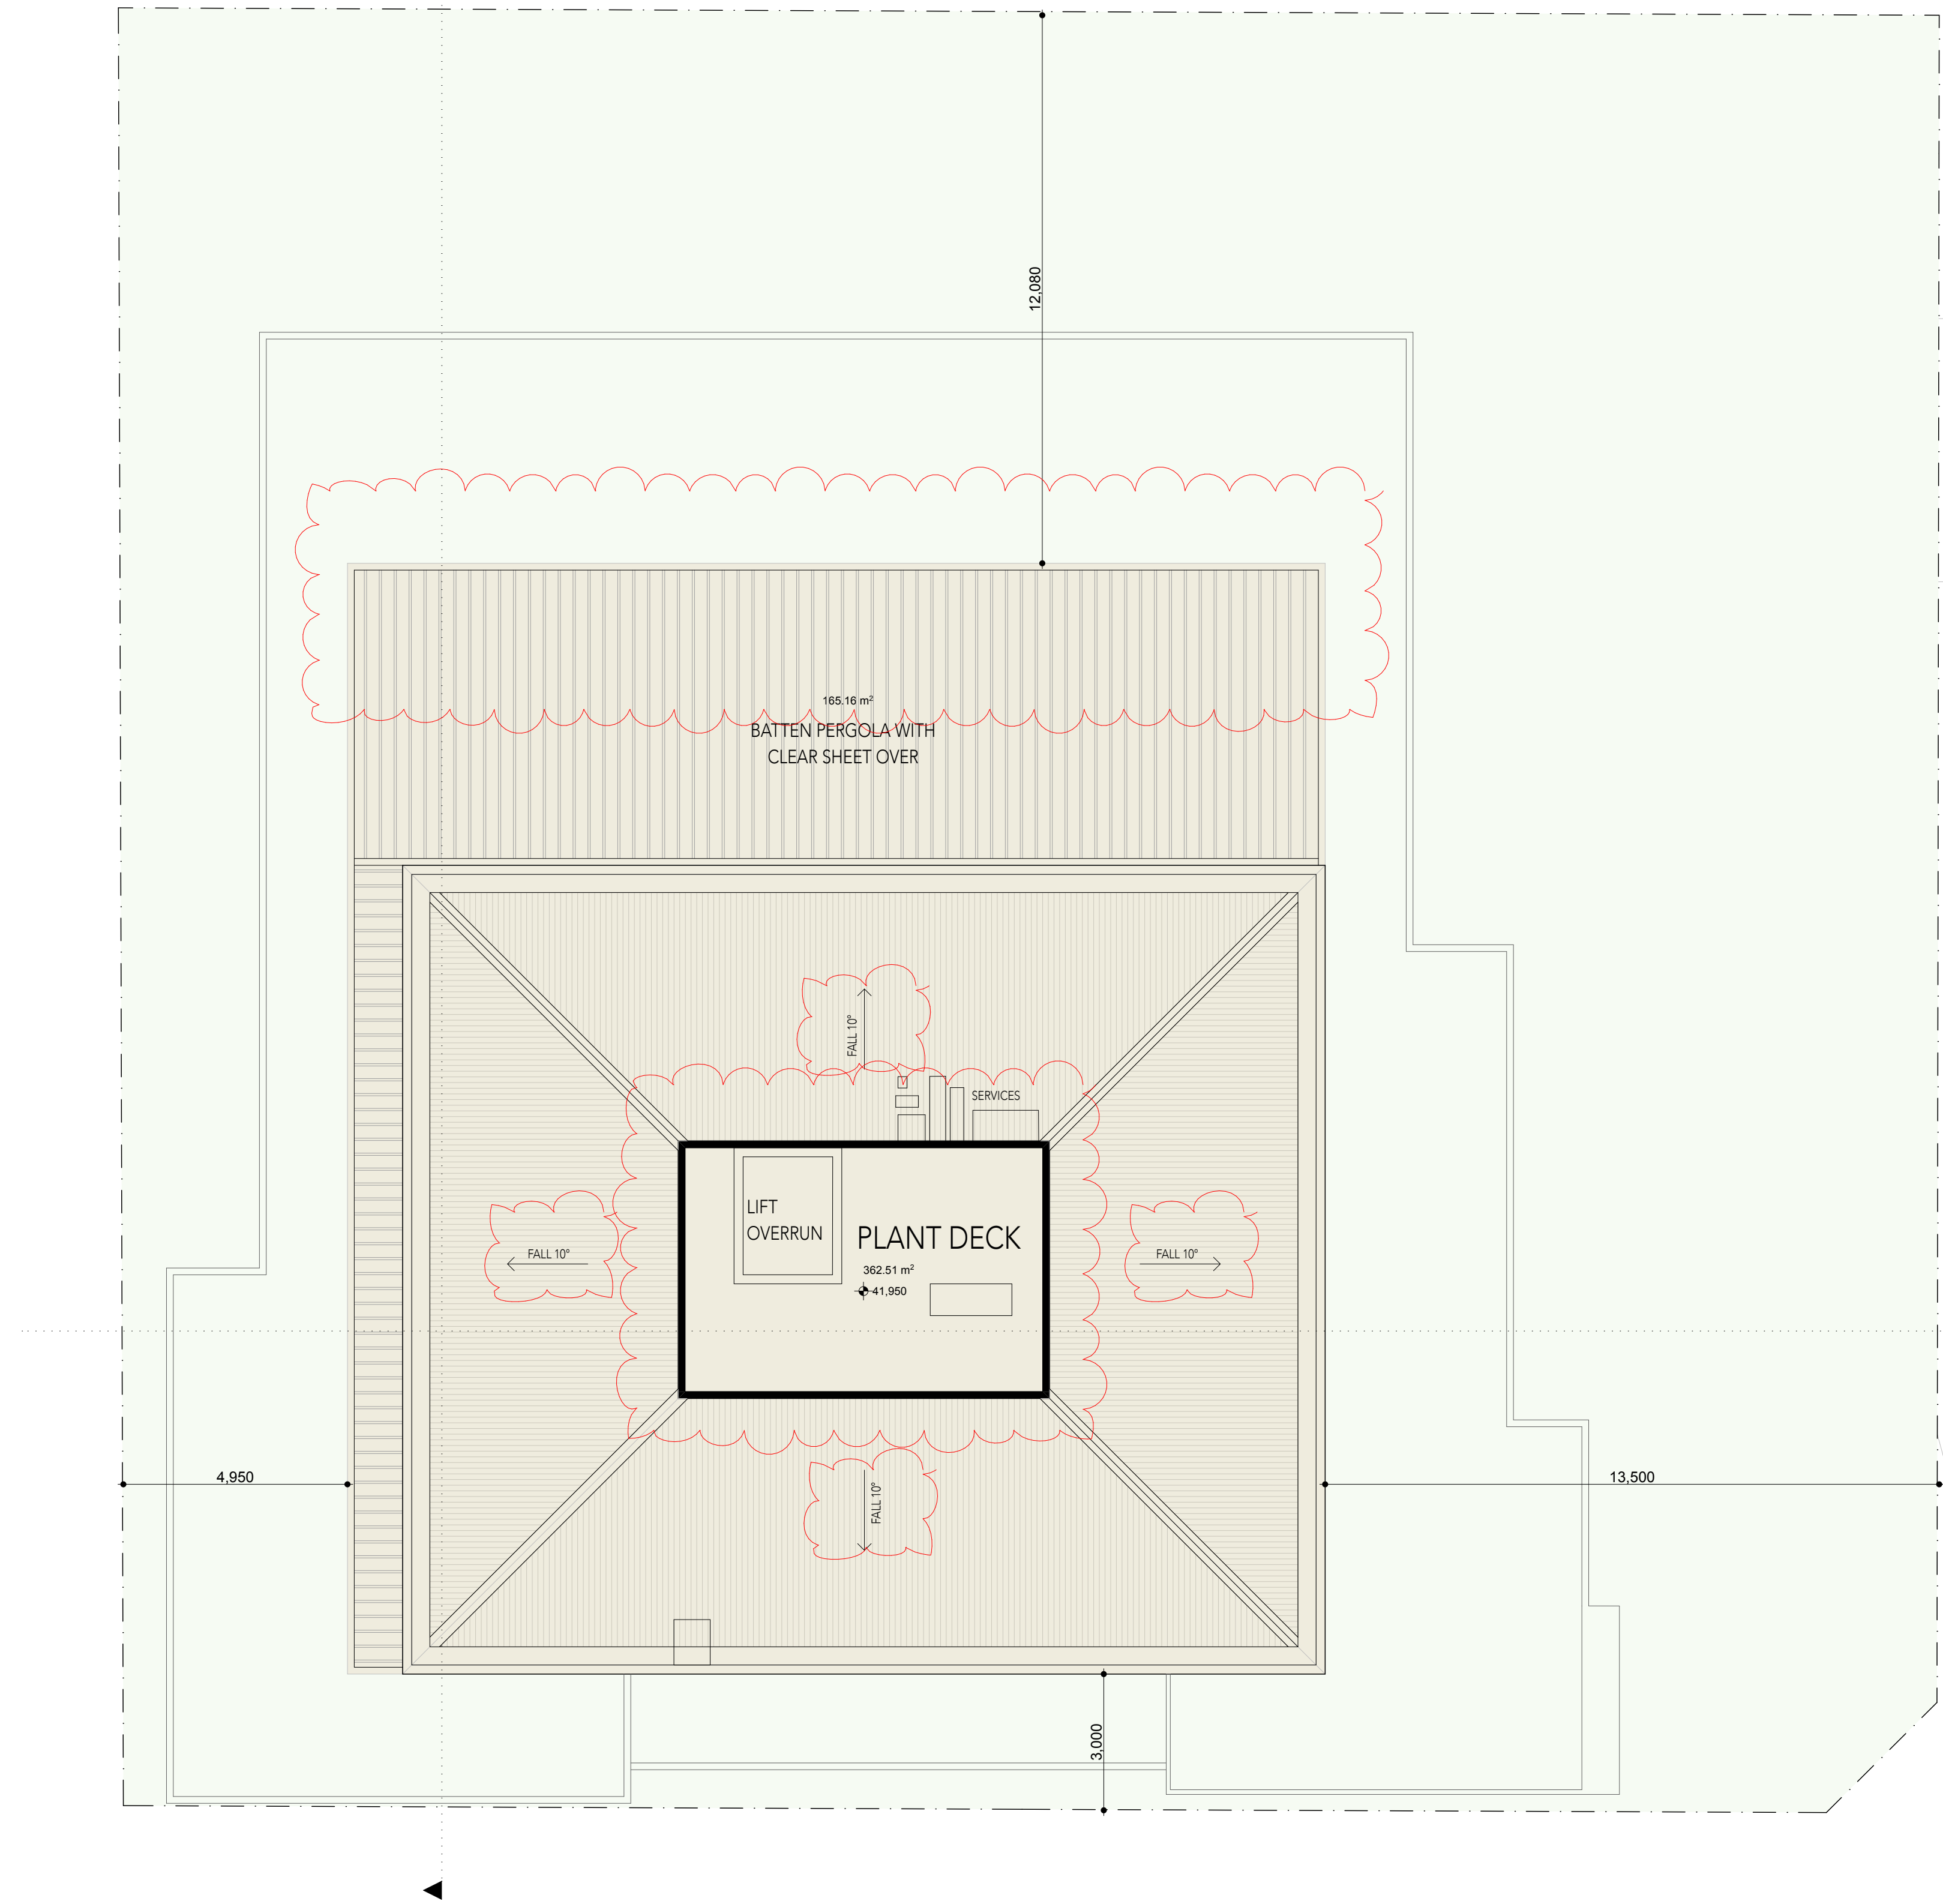 12,080
165.16 m²
BATTEN PERGOLA WITH
CLEAR SHEET OVER
FALL 10°
SERVICES
LIFT
OVERRUN
PLANT DECK
FALL 10°
FALL 10°
362.51 m²
41,950
4,950
13,500
FALL 10°
3,000